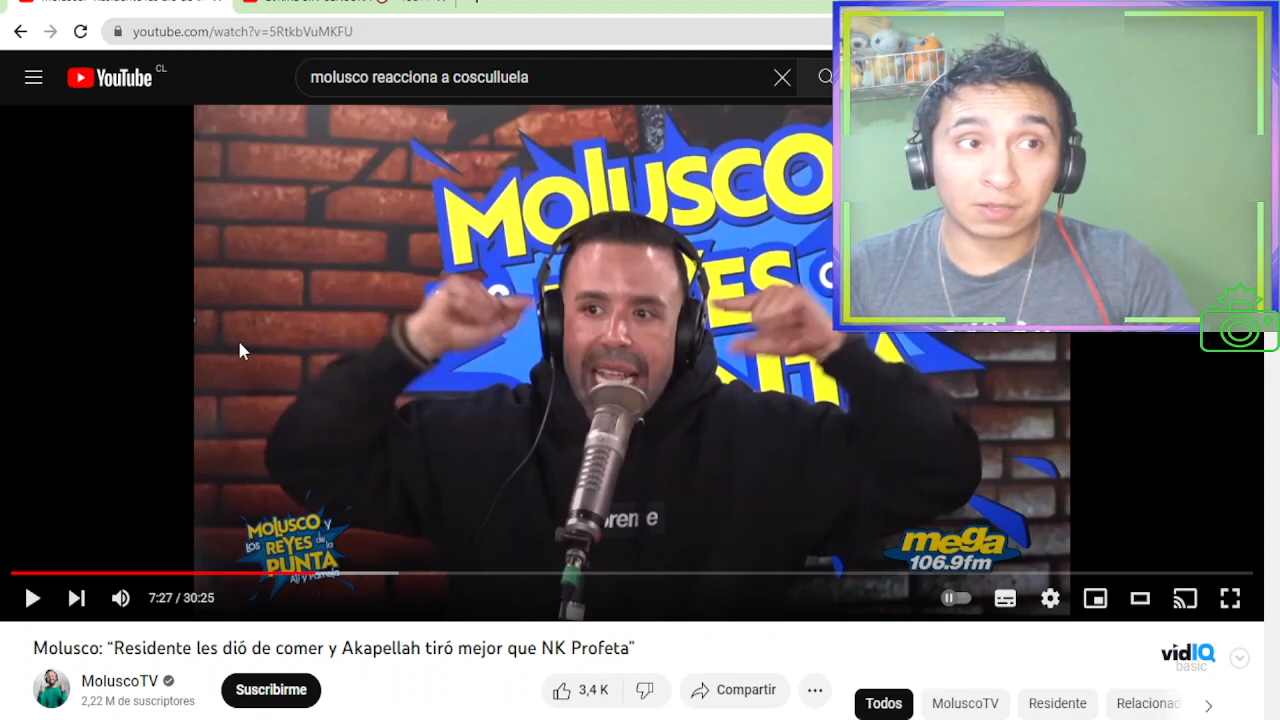 youtube.com/watch?v=5RtkbVuMKFU
YouTube CL
molusco reacciona a cosculluela
MOLUSCO
MOLUSCO Y
LOS REYES de la
PUNTA
Ali y Pamela
mega
106.9fm
7:27 / 30:25
Molusco: “Residente les dió de comer y Akapellah tiró mejor que NK Profeta”
MoluscoTV
2,22 M de suscriptores
Suscribirme
3,4 K
Compartir
vidIQ
basic
Todos
MoluscoTV
Residente
Relacionad